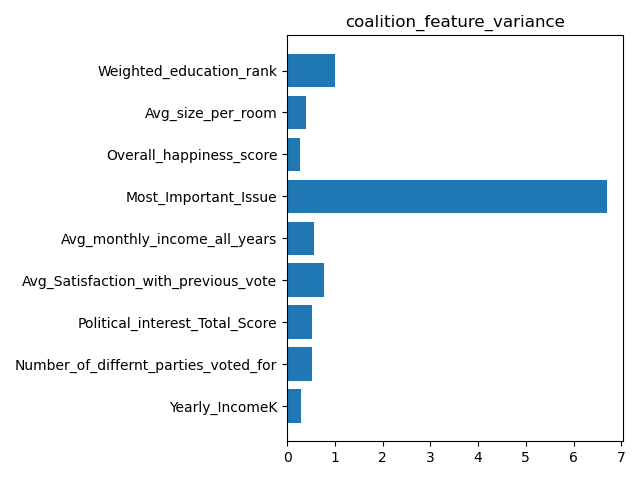 coalition_feature_variance
Weighted_education_rank
Avg_size_per_room
Overall_happiness_score
Most_Important_Issue
Avg_monthly_income_all_years
Avg_Satisfaction_with_previous_vote
Political_interest_Total_Score
Number_of_differnt_parties_voted_for
Yearly_IncomeK
0 1 2 3 4 5 6 7